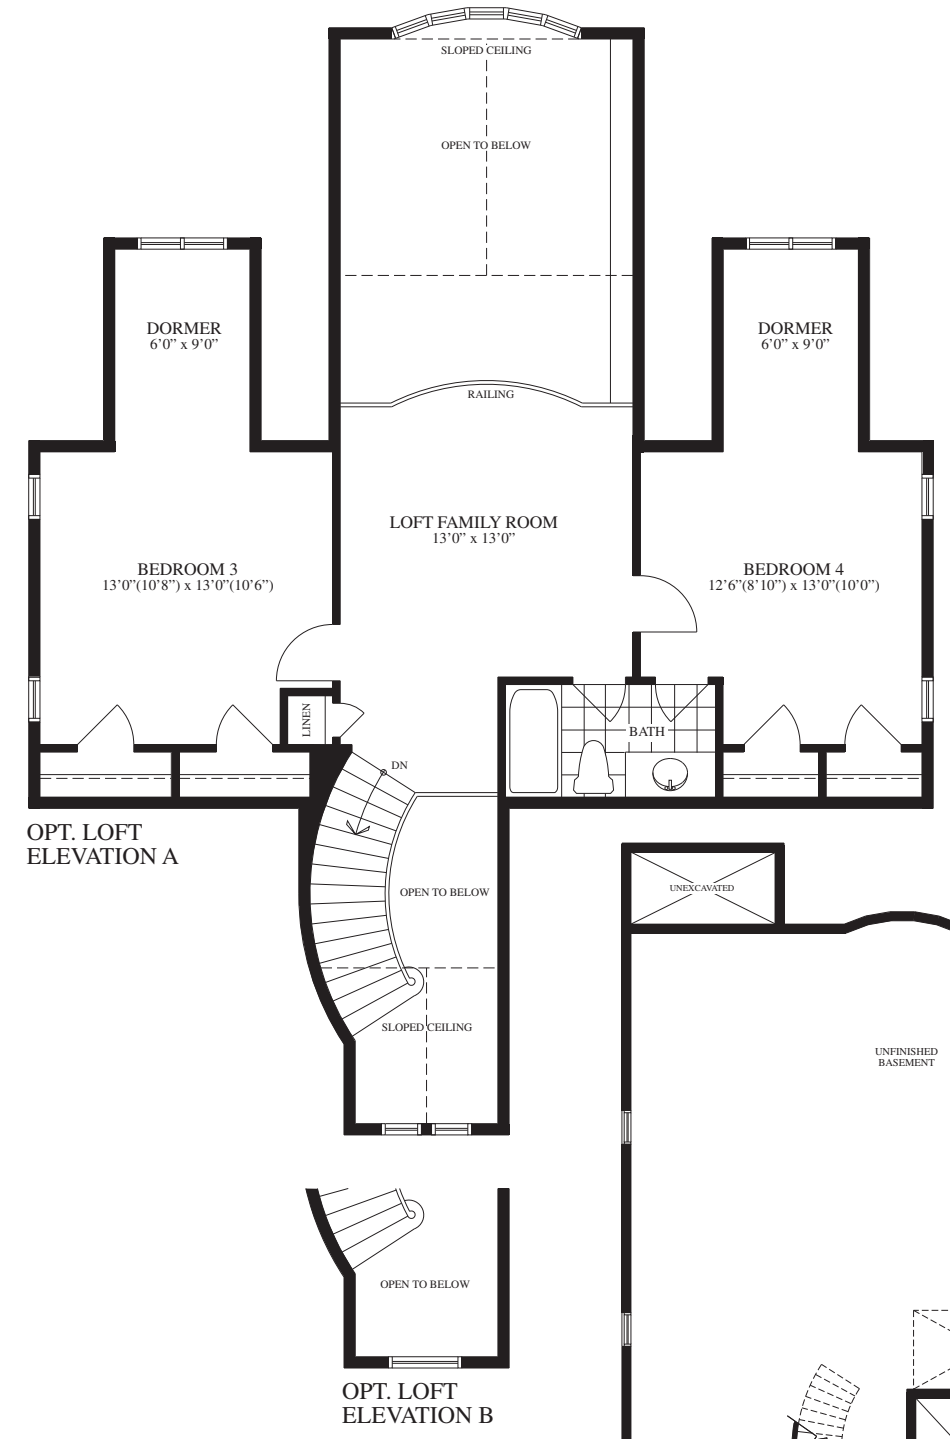 SLOPED CEILING
OPEN TO BELOW
DORMER
6’0” x 9’0”
DORMER
6’0” x 9’0”
RAILING
LOFT FAMILY ROOM
13’0” x 13’0”
BEDROOM 3
13’0”(10’8”) x 13’0”(10’6”)
BEDROOM 4
12’6”(8’10”) x 13’0”(10’0”)
LINEN
BATH
DN
OPT. LOFT
ELEVATION A
OPEN TO BELOW
UNEXCAVATED
SLOPED CEILING
UNFINISHED
BASEMENT
OPEN TO BELOW
OPT. LOFT
ELEVATION B